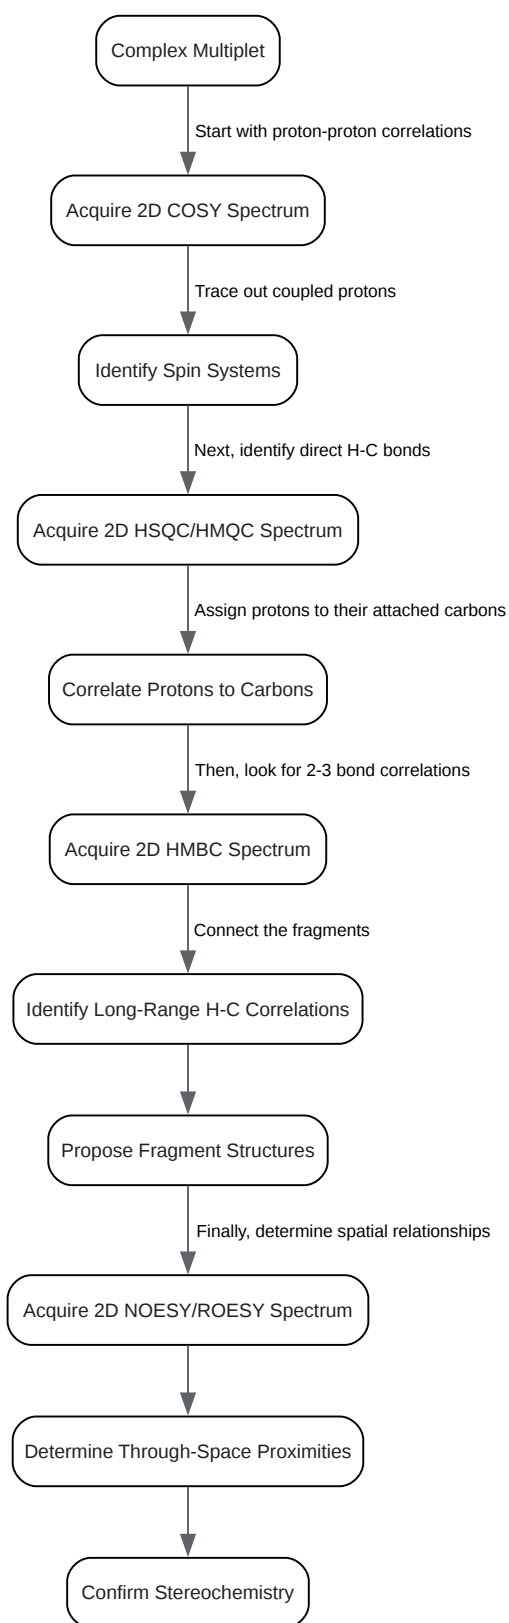 Complex Multiplet
Start with proton-proton correlations
Acquire 2D COSY Spectrum
Trace out coupled protons
Identify Spin Systems
Next, identify direct H-C bonds
Acquire 2D HSQC/HMQC Spectrum
Assign protons to their attached carbons
Correlate Protons to Carbons
Then, look for 2-3 bond correlations
Acquire 2D HMBC Spectrum
Connect the fragments
Identify Long-Range H-C Correlations
Propose Fragment Structures
Finally, determine spatial relationships
Acquire 2D NOESY/ROESY Spectrum
Determine Through-Space Proximities
Confirm Stereochemistry